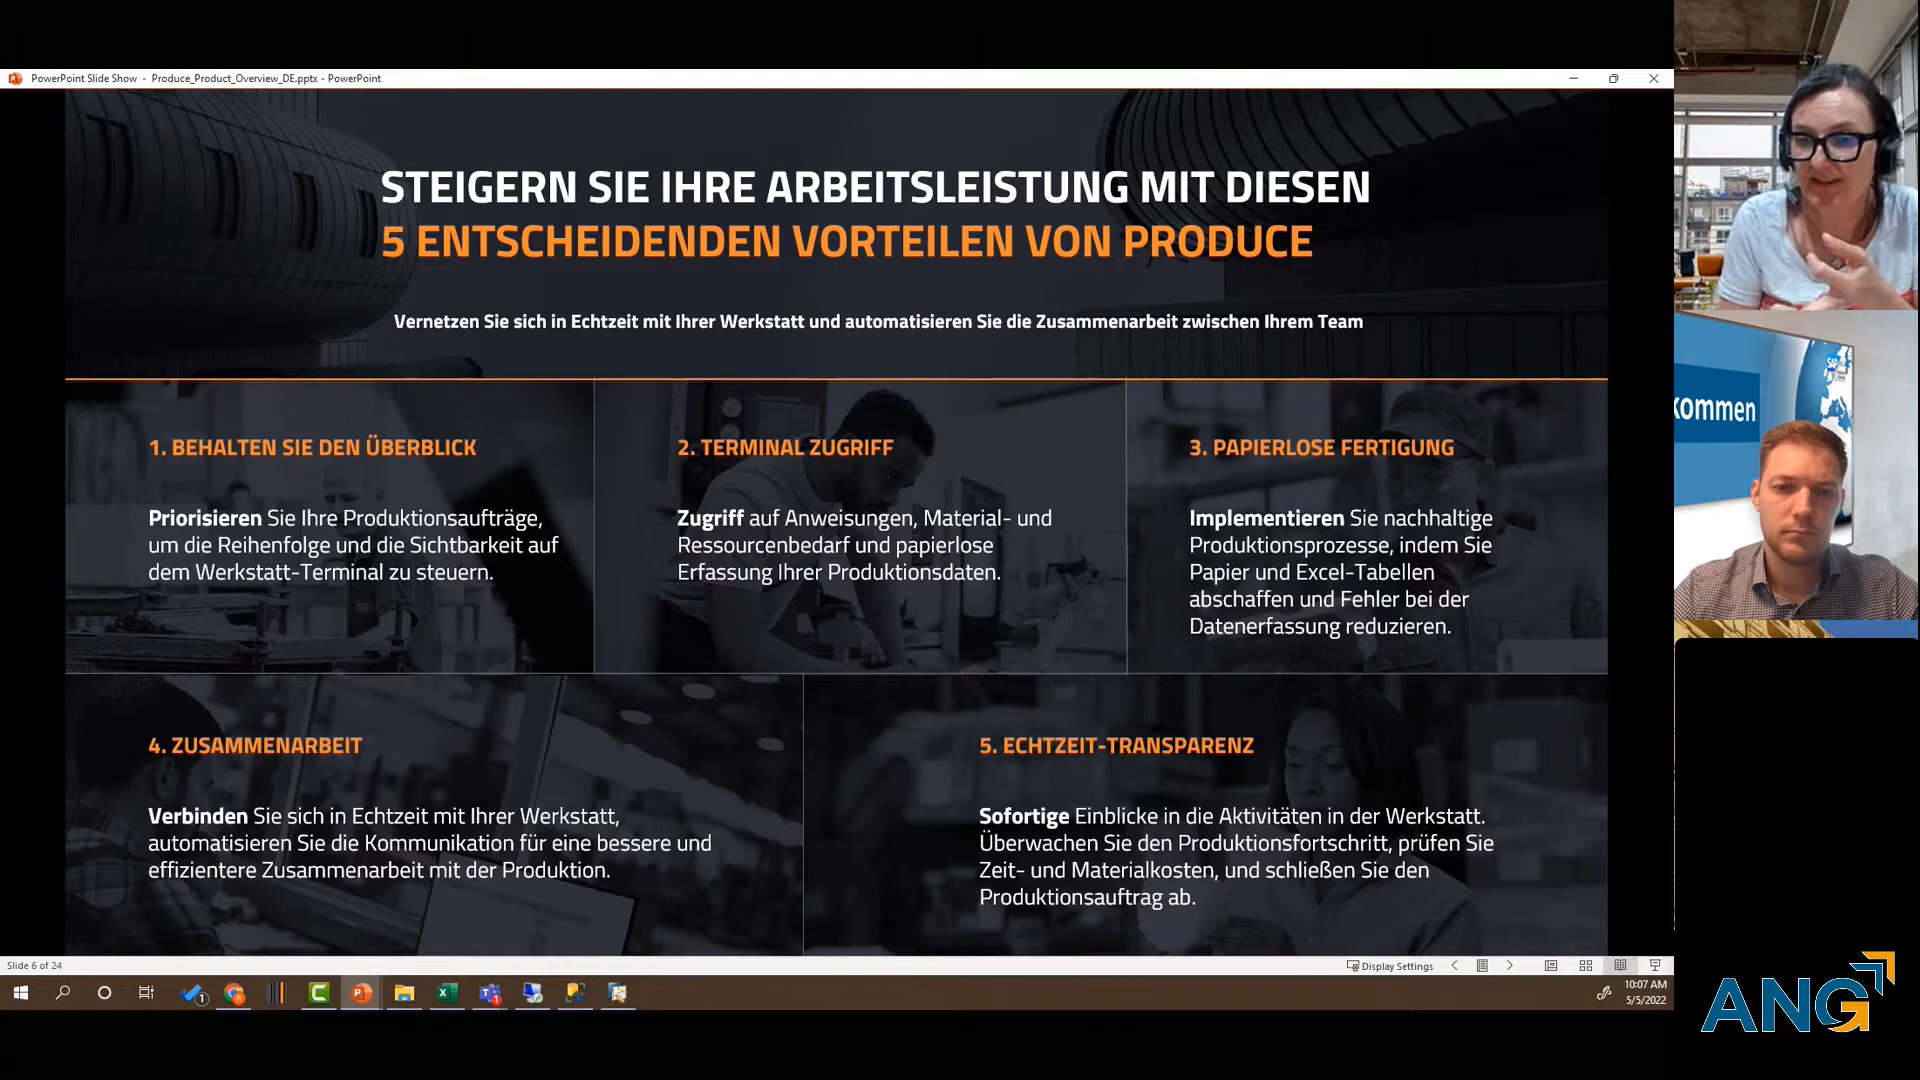 PowerPoint Slide Show - Produce_Product_Overview_DE.pptx - PowerPoint
STEIGERN SIE IHRE ARBEITSLEISTUNG MIT DIESEN
5 ENTSCHEIDENDEN VORTEILEN VON PRODUCE
Vernetzen Sie sich in Echtzeit mit Ihrer Werkstatt und automatisieren Sie die Zusammenarbeit zwischen Ihrem Team
1. BEHALTEN SIE DEN ÜBERBLICK
Priorisieren Sie Ihre Produktionsaufträge,
um die Reihenfolge und die Sichtbarkeit auf
dem Werkstatt-Terminal zu steuern.
2. TERMINAL ZUGRIFF
Zugriff auf Anweisungen, Material- und
Ressourcenbedarf und papierlose
Erfassung Ihrer Produktionsdaten.
3. PAPIERLOSE FERTIGUNG
Implementieren Sie nachhaltige
Produktionsprozesse, indem Sie
Papier und Excel-Tabellen
abschaffen und Fehler bei der
Datenerfassung reduzieren.
4. ZUSAMMENARBEIT
Verbinden Sie sich in Echtzeit mit Ihrer Werkstatt,
automatisieren Sie die Kommunikation für eine bessere und
effizientere Zusammenarbeit mit der Produktion.
5. ECHTZEIT-TRANSPARENZ
Sofortige Einblicke in die Aktivitäten in der Werkstatt.
Überwachen Sie den Produktionsfortschritt, prüfen Sie
Zeit- und Materialkosten, und schließen Sie den
Produktionsauftrag ab.
Slide 6 of 24
Display Settings
10:07 AM
5/5/2022
kommen
SAP
ANG